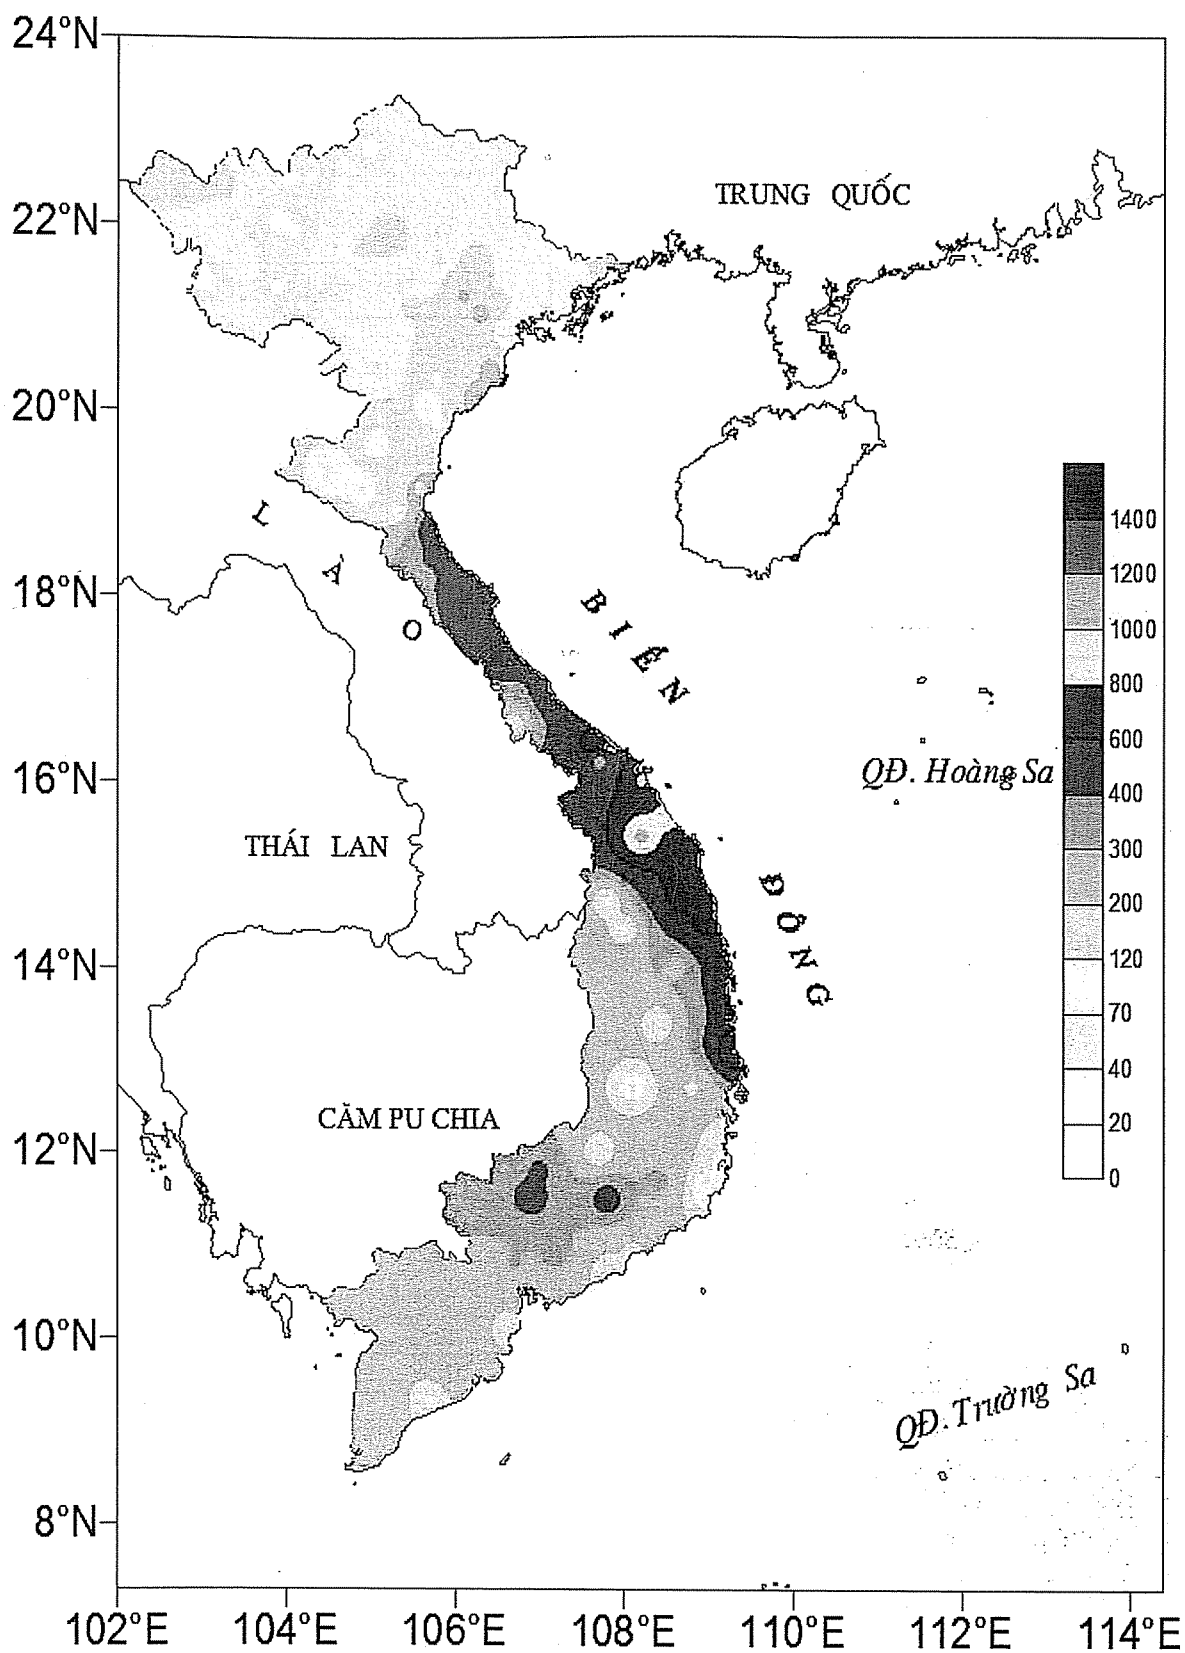 24°N
22°N
20°N
18°N
16°N
14°N
12°N
10°N
8°N
102°E 104°E 106°E 108°E 110°E 112°E 114°E
TRUNG QUỐC
LÀO
BIỂN
ĐÔNG
QĐ. Hoàng Sa
THÁI LAN
CĂM PU CHIA
QĐ. Trường Sa
1400
1200
1000
800
600
400
300
200
120
70
40
20
0